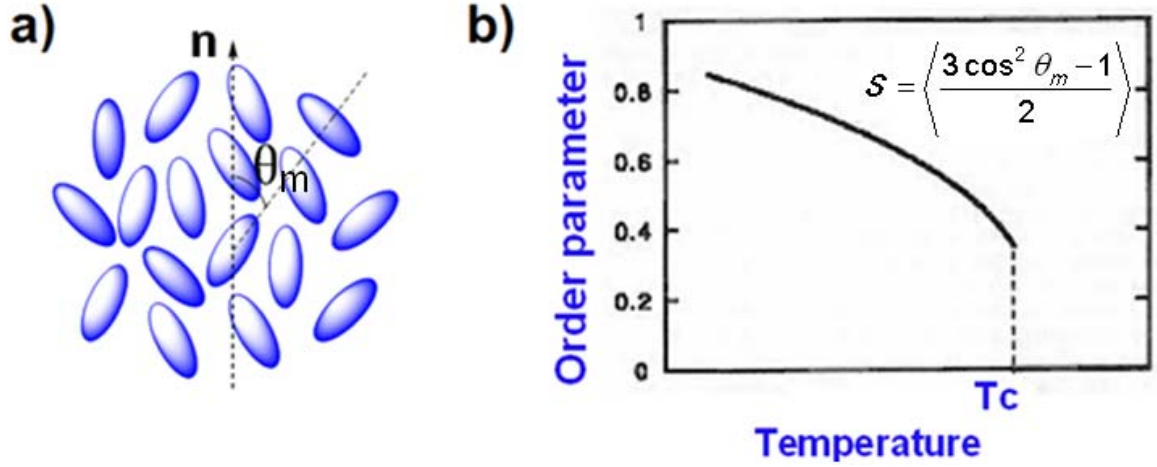 a)
n
θm
b)
Order parameter
1
0.8
0.6
0.4
0.2
0
S = ⟨(3 cos² θm − 1)/2⟩
Tc
Temperature